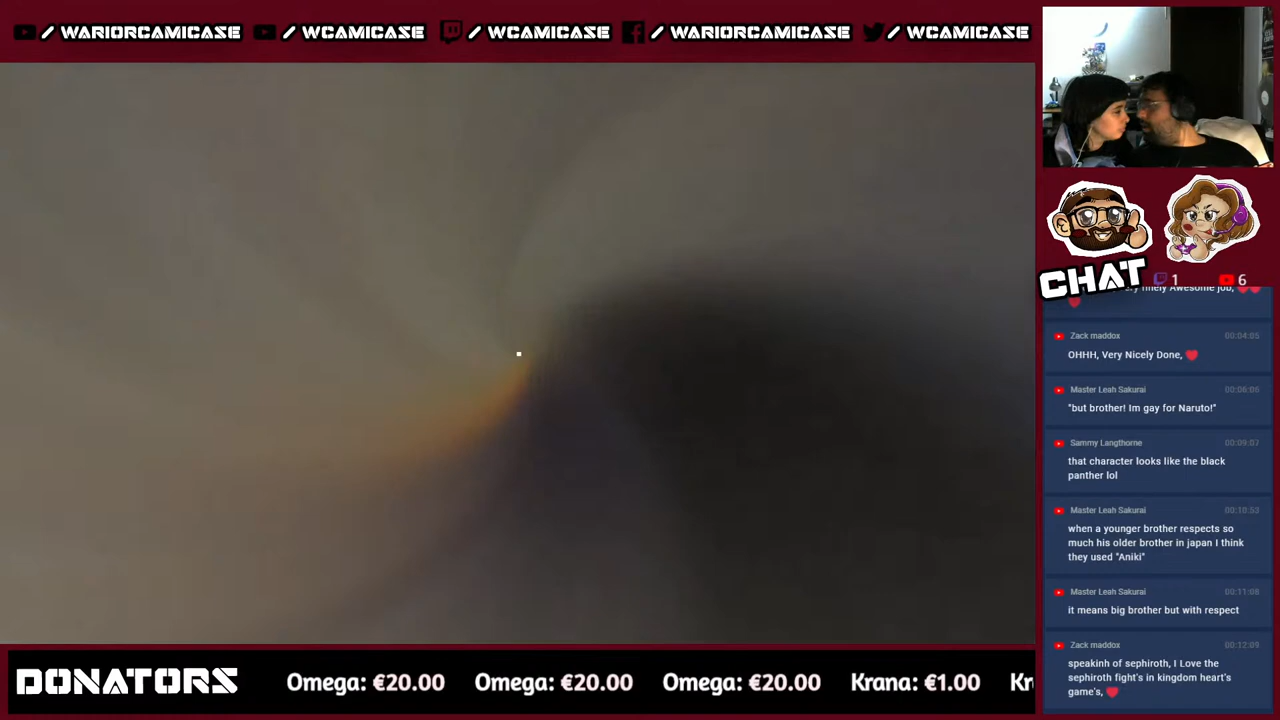 / WARIORCAMICASE / WCAMICASE / WCAMICASE / WARIORCAMICASE / WCAMICASE
CHAT 1 6
Awesome job,
Zack maddox 00:04:05
OHHH, Very Nicely Done,
Master Leah Sakurai 00:06:06
"but brother! Im gay for Naruto!"
Sammy Langthorne 00:09:07
that character looks like the black
panther lol
Master Leah Sakurai 00:10:53
when a younger brother respects so
much his older brother in japan I think
they used "Aniki"
Master Leah Sakurai 00:11:08
it means big brother but with respect
Zack maddox 00:12:09
speakinh of sephiroth, I Love the
sephiroth fight's in kingdom heart's
game's,
DONATORS Omega: €20.00 Omega: €20.00 Omega: €20.00 Krana: €1.00